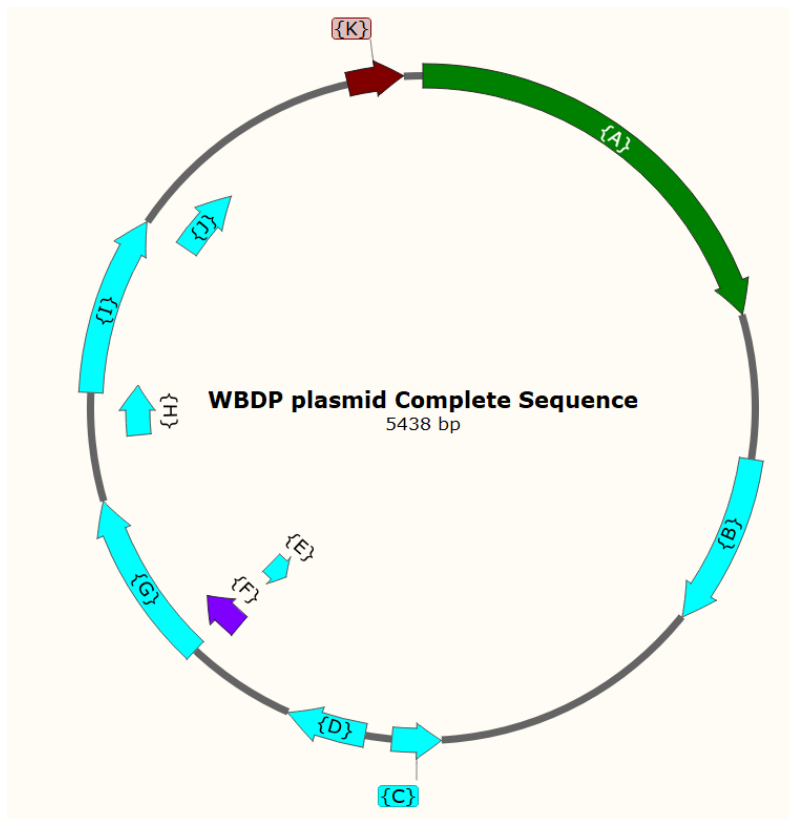 {K}
{A}
{J}
{I}
WBDP plasmid Complete Sequence
5438 bp
{H}
{B}
{E}
{F}
{G}
{D}
{C}